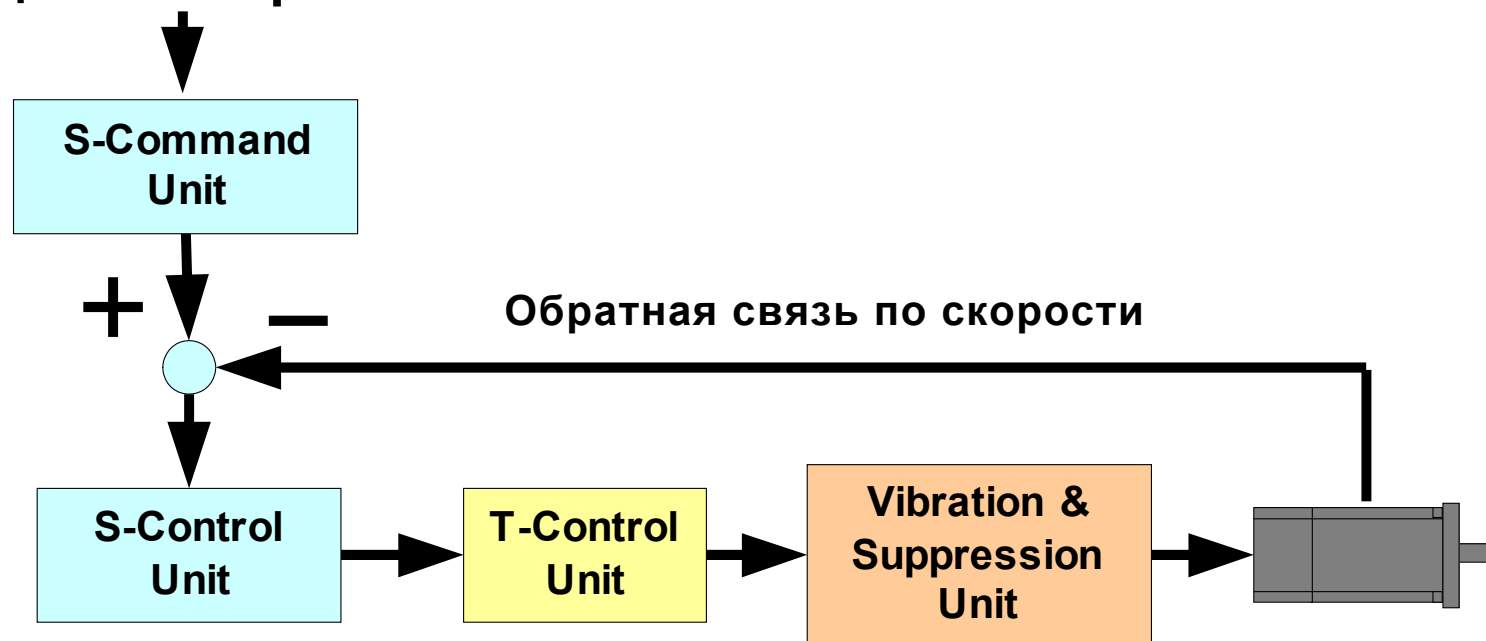 S-Command
Unit
+ –
Обратная связь по скорости
S-Control
Unit
T-Control
Unit
Vibration &
Suppression
Unit